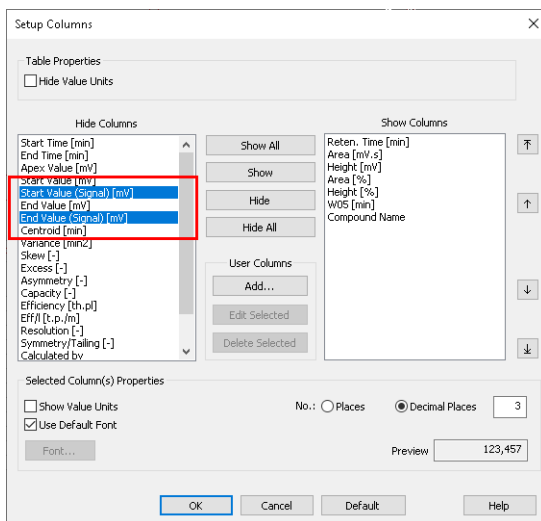 Setup Columns
Table Properties
Hide Value Units
Hide Columns
Start Time [min]
End Time [min]
Apex Value [mV]
Start Value [mV]
Start Value (Signal) [mV]
End Value [mV]
End Value (Signal) [mV]
Centroid [min]
Variance [min2]
Skew [-]
Excess [-]
Asymmetry [-]
Capacity [-]
Efficiency [th.pl]
Eff/l [t.p./m]
Resolution [-]
Symmetry/Tailing [-]
Calculated by
Show All
Show
Hide
Hide All
User Columns
Add...
Edit Selected
Delete Selected
Show Columns
Reten. Time [min]
Area [mV.s]
Height [mV]
Area [%]
Height [%]
W05 [min]
Compound Name
Selected Column(s) Properties
Show Value Units
No.: Places Decimal Places 3
Use Default Font
Font...
Preview 123,457
OK Cancel Default Help